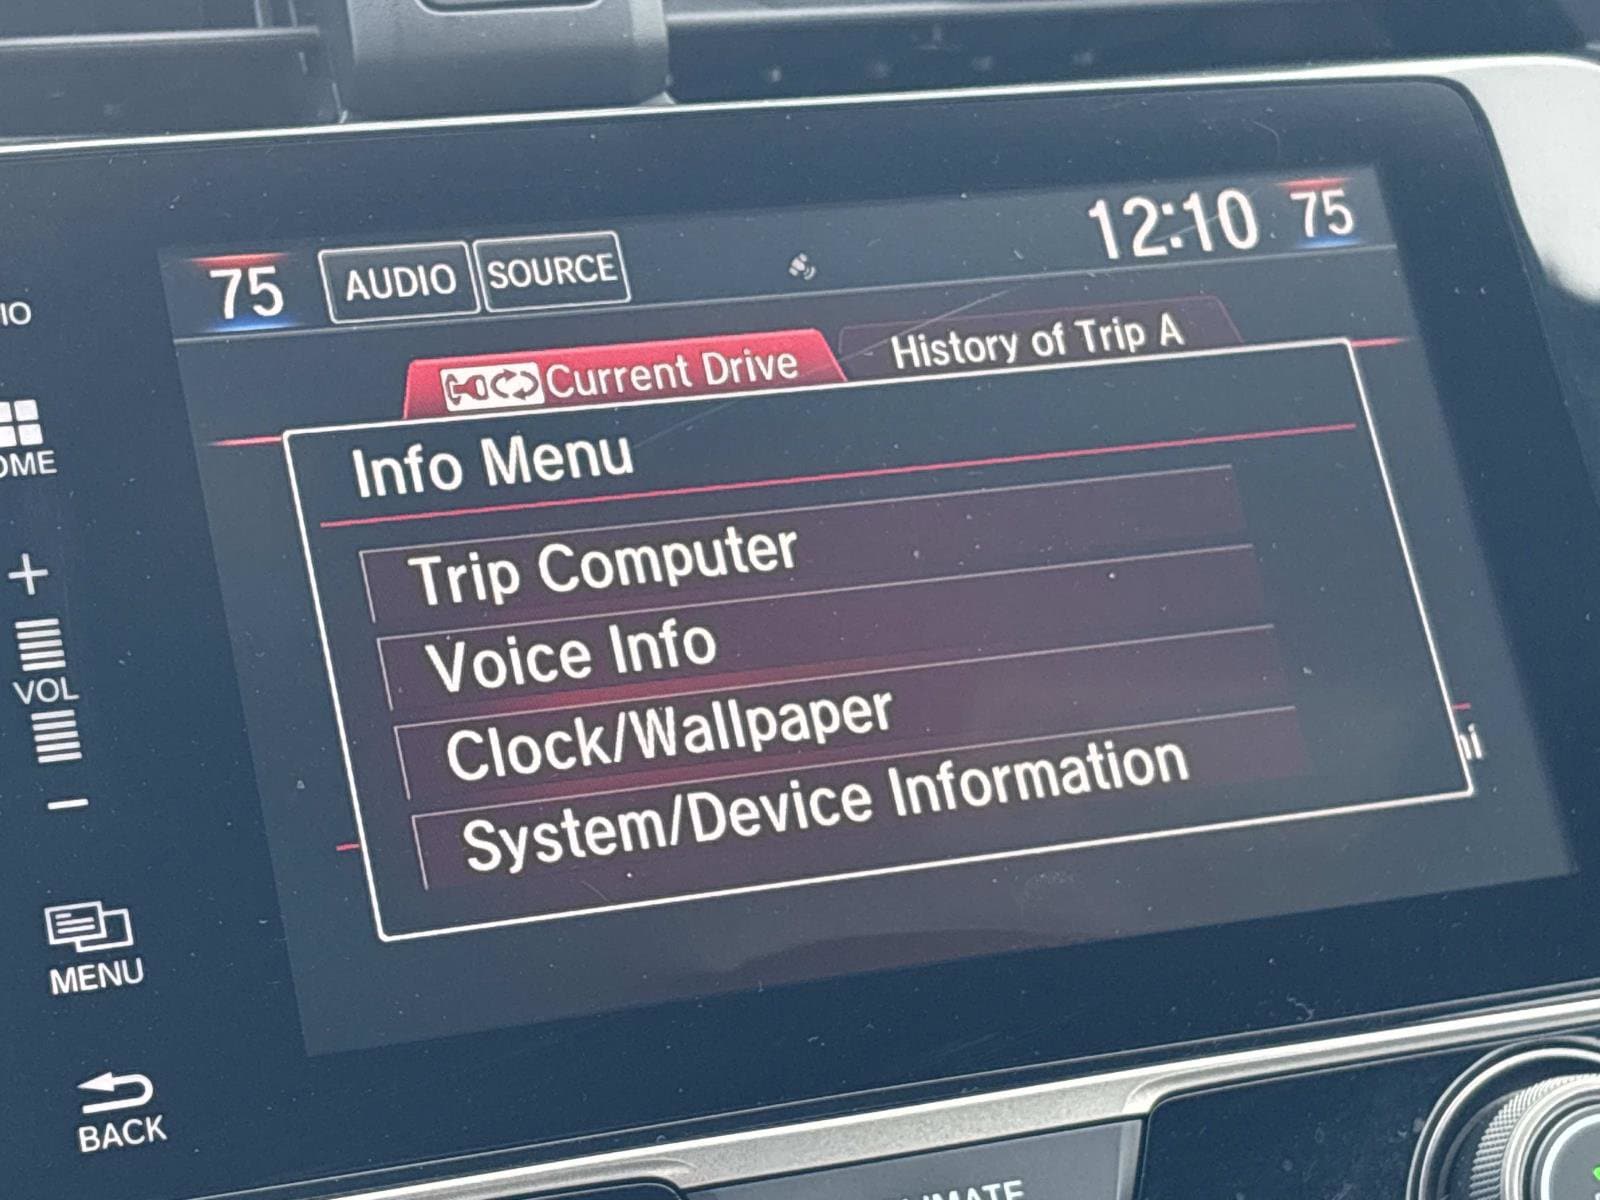 75 AUDIO SOURCE 12:10 75
Current Drive History of Trip A
Info Menu
Trip Computer
Voice Info
Clock/Wallpaper
System/Device Information
VOL
MENU
BACK